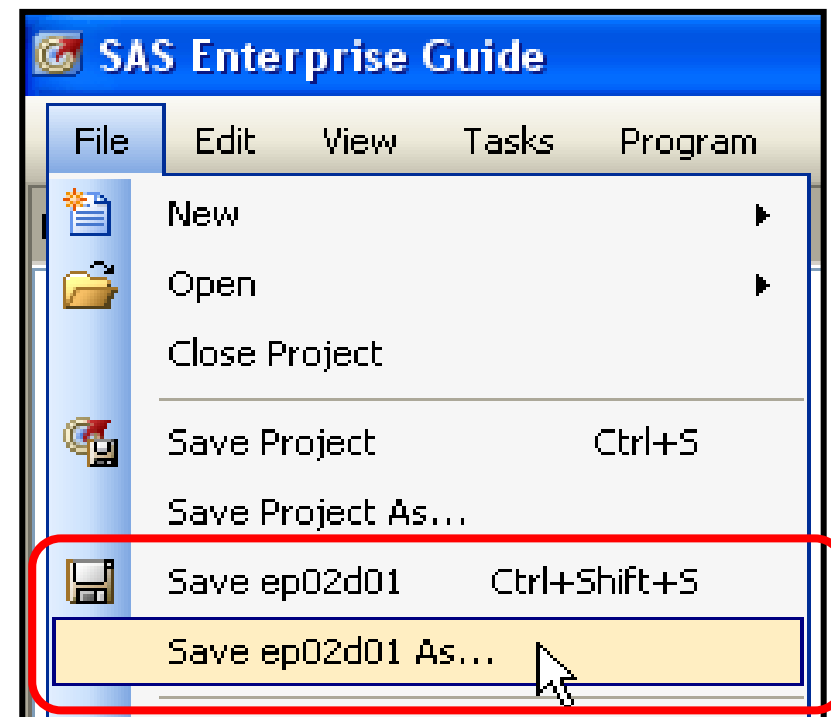 SAS Enterprise Guide
File Edit View Tasks Program
New
Open
Close Project
Save Project Ctrl+S
Save Project As...
Save ep02d01 Ctrl+Shift+S
Save ep02d01 As...